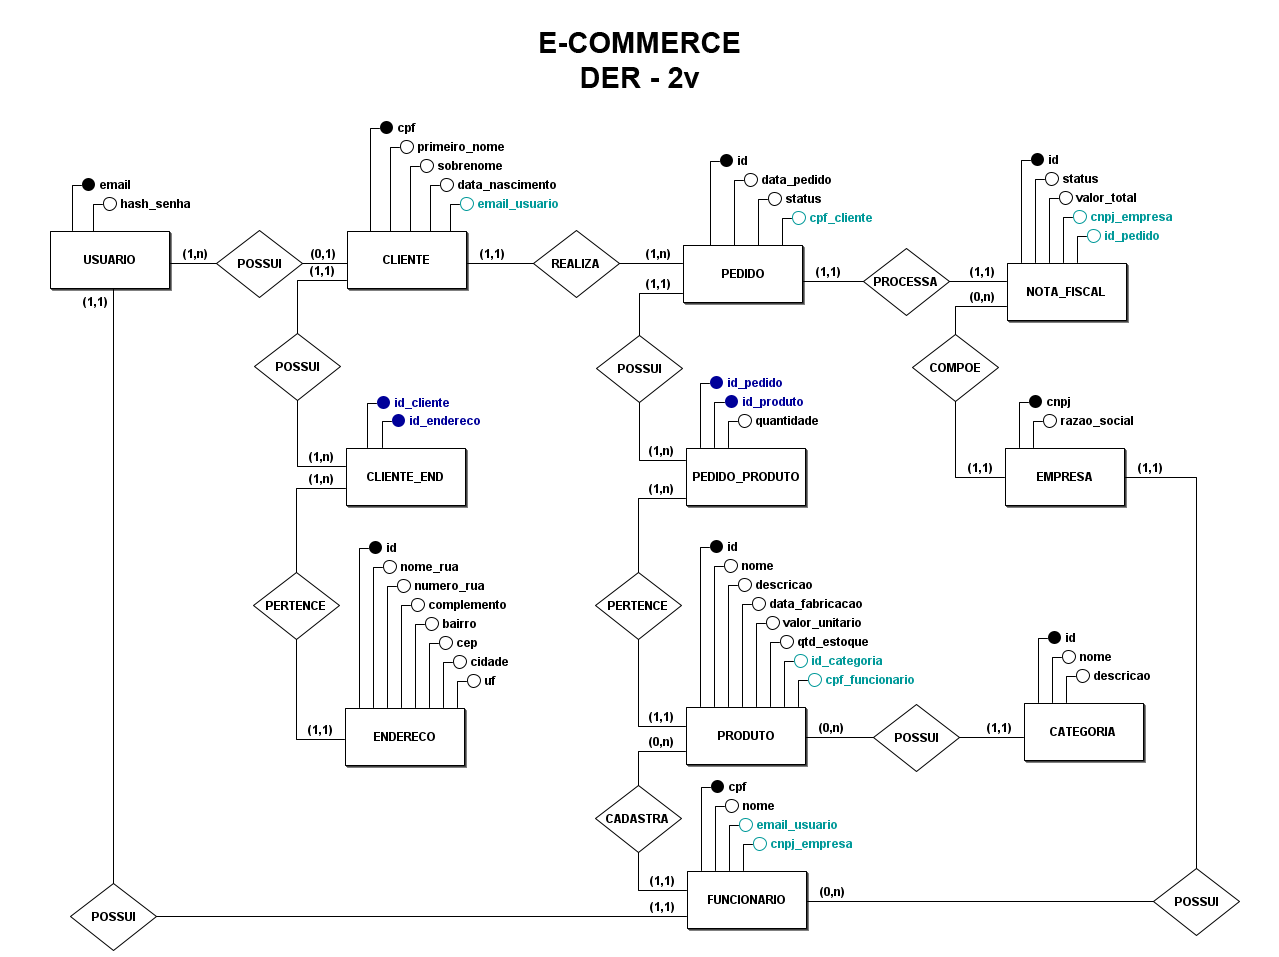 E-COMMERCE
DER - 2v
cpf
primeiro_nome
sobrenome
data_nascimento
email_usuario
email
hash_senha
id
data_pedido
status
cpf_cliente
id
status
valor_total
cnpj_empresa
id_pedido
USUARIO
(1,n)
POSSUI
(0,1)
(1,1)
CLIENTE
(1,1)
REALIZA
(1,n)
(1,1)
PEDIDO
(1,1)
PROCESSA
(1,1)
(0,n)
NOTA_FISCAL
(1,1)
POSSUI
POSSUI
COMPOE
id_cliente
id_endereco
id_pedido
id_produto
quantidade
cnpj
razao_social
(1,n)
(1,n)
CLIENTE_END
(1,n)
(1,n)
PEDIDO_PRODUTO
(1,1)
EMPRESA
(1,1)
id
nome_rua
numero_rua
complemento
bairro
cep
cidade
uf
PERTENCE
id
nome
descricao
data_fabricacao
valor_unitario
qtd_estoque
id_categoria
cpf_funcionario
PERTENCE
id
nome
descricao
(1,1)
ENDERECO
(1,1)
(0,n)
PRODUTO
(0,n)
POSSUI
(1,1)
CATEGORIA
CADASTRA
cpf
nome
email_usuario
cnpj_empresa
(1,1)
(1,1)
FUNCIONARIO
(0,n)
POSSUI
POSSUI